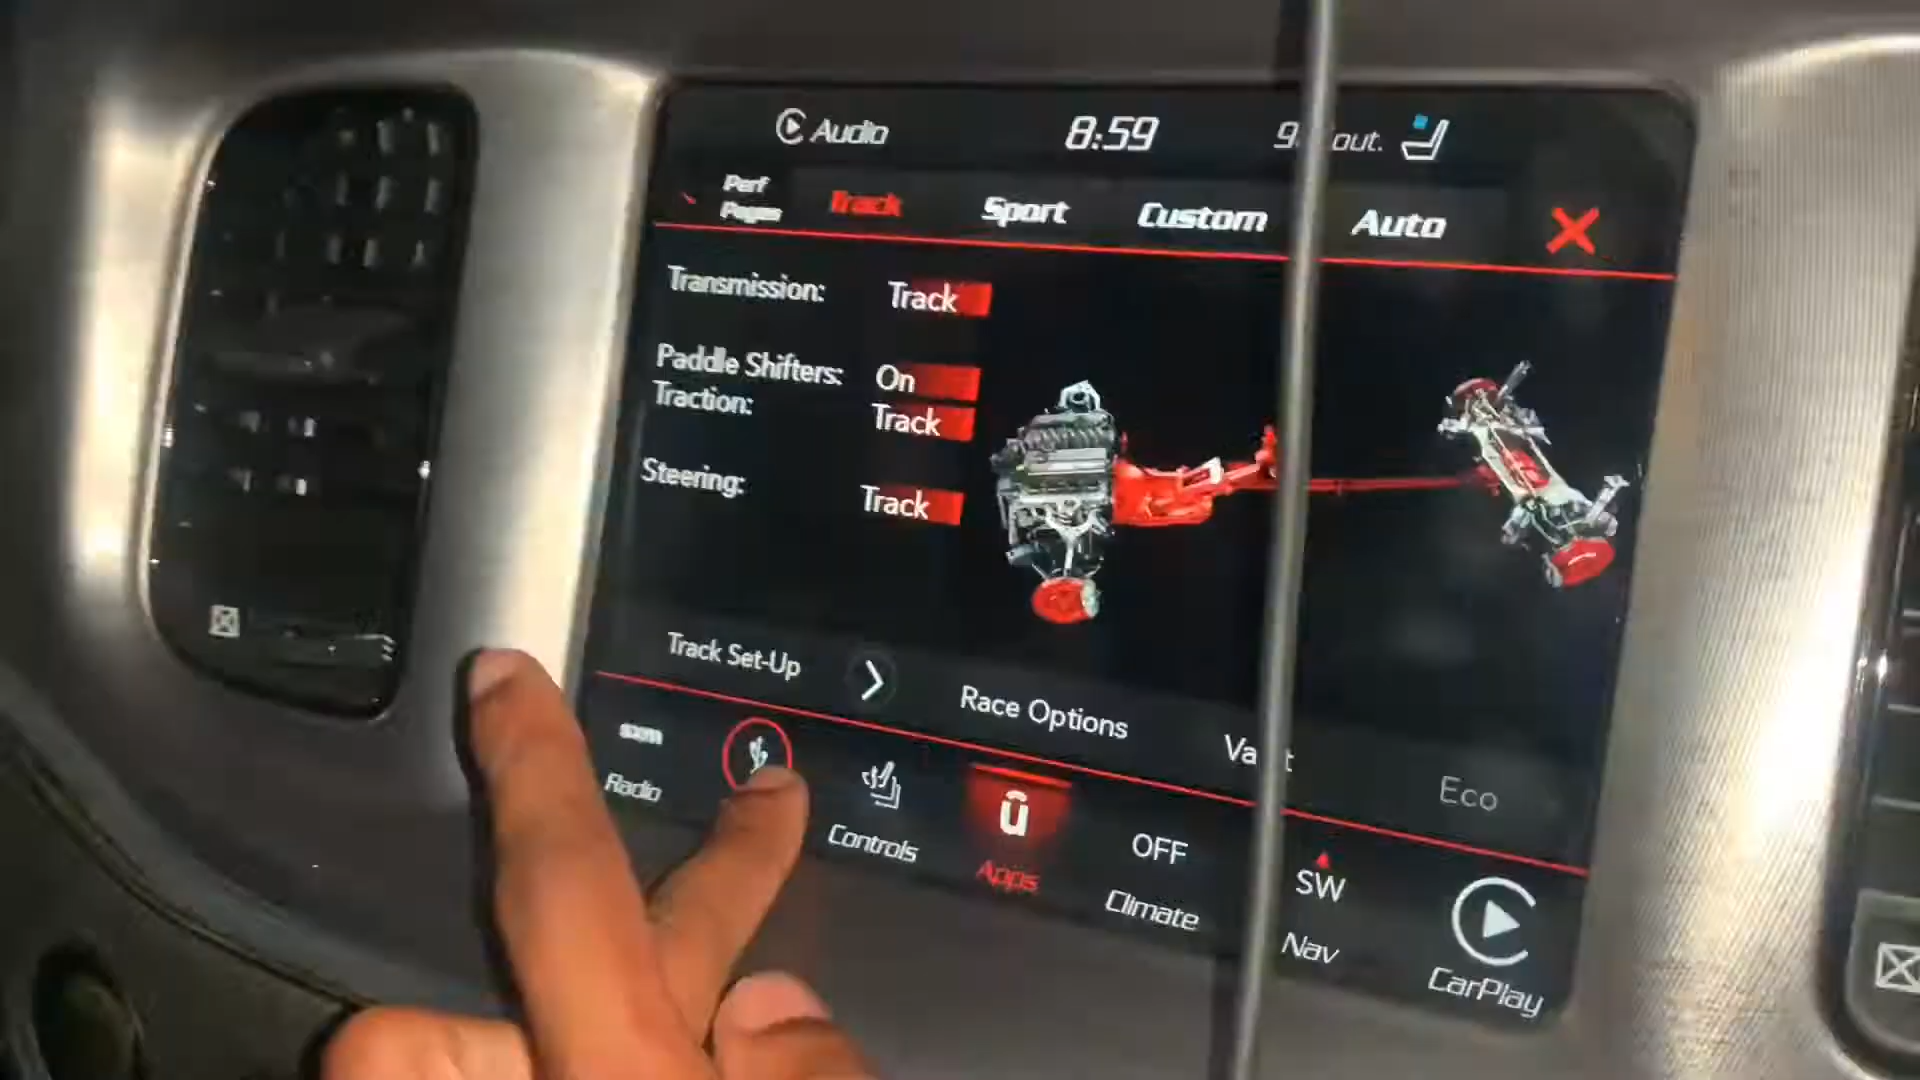 Audio 8:59 out.
Perf Pages Track Sport Custom Auto
Transmission: Track
Paddle Shifters: On
Traction: Track
Steering: Track
Track Set-Up Race Options Eco
Radio Controls Apps OFF Climate SW Nav CarPlay